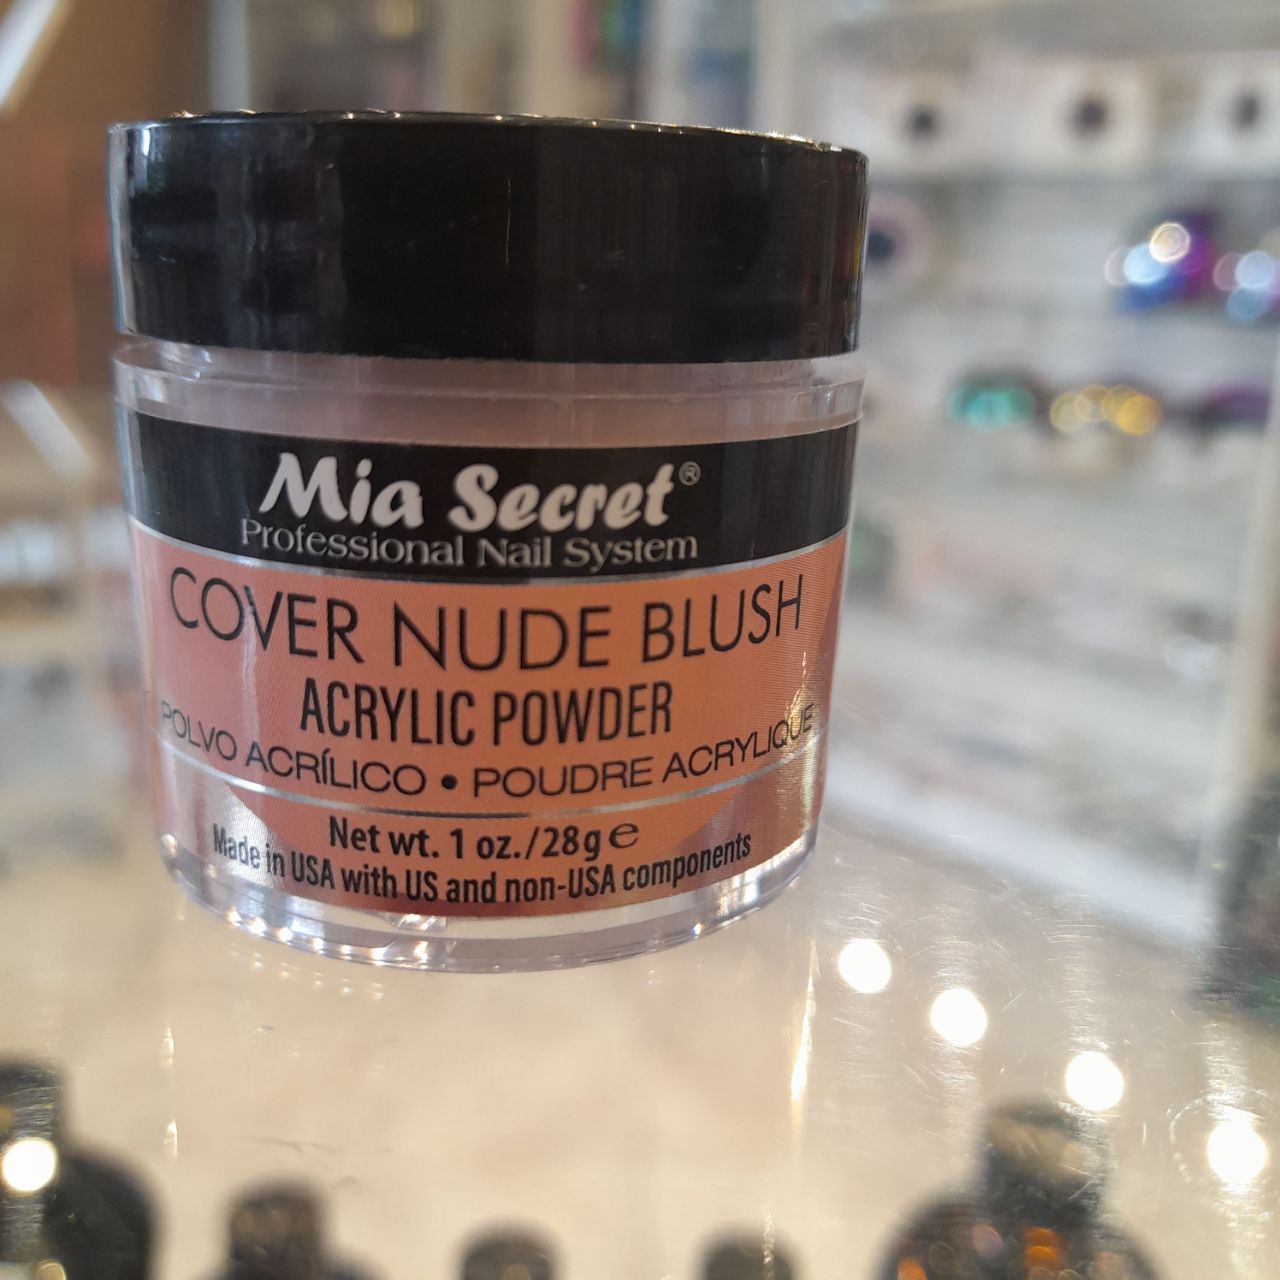 Mia Secret®
Professional Nail System
COVER NUDE BLUSH
ACRYLIC POWDER
POLVO ACRÍLICO • POUDRE ACRYLIQUE
Net wt. 1 oz./28g ℮
Made in USA with US and non-USA components